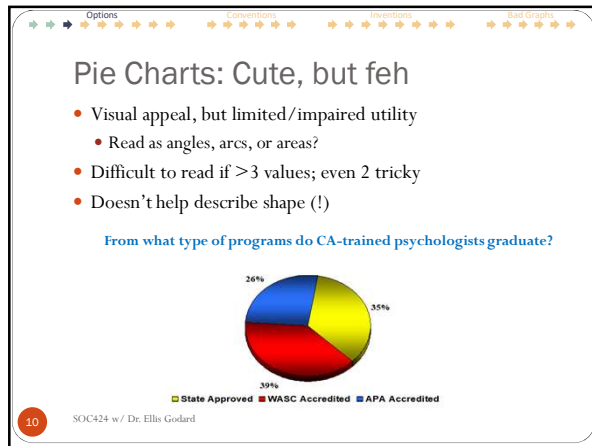 Options Conventions Inventions Bad Graphs
Pie Charts: Cute, but feh
• Visual appeal, but limited/impaired utility
• Read as angles, arcs, or areas?
• Difficult to read if >3 values; even 2 tricky
• Doesn't help describe shape (!)
From what type of programs do CA-trained psychologists graduate?
26%
35%
39%
State Approved WASC Accredited APA Accredited
10 SOC424 w/ Dr. Ellis Godard